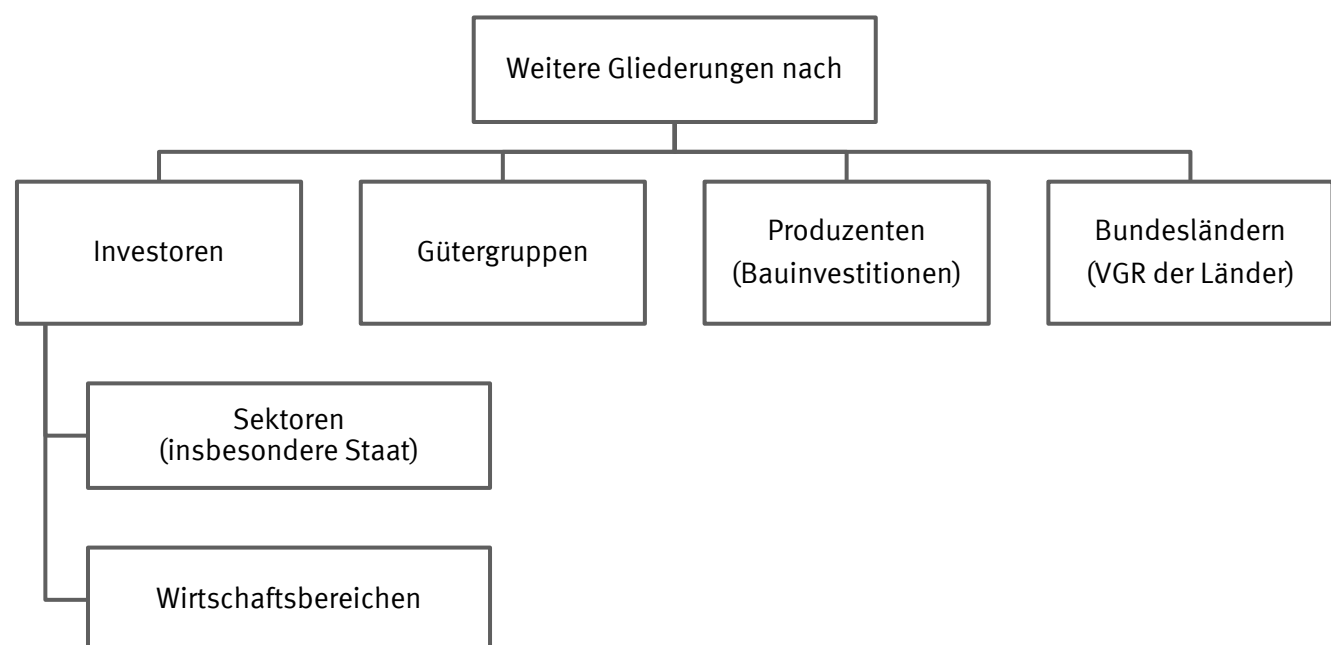 Weitere Gliederungen nach
Investoren
Gütergruppen
Produzenten
(Bauinvestitionen)
Bundesländern
(VGR der Länder)
Sektoren
(insbesondere Staat)
Wirtschaftsbereichen